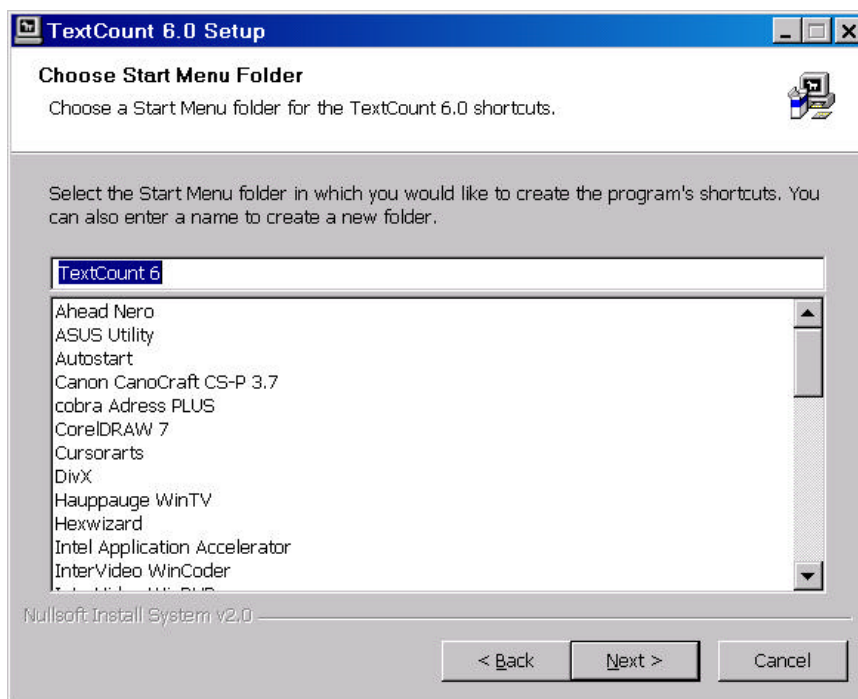 TextCount 6.0 Setup
Choose Start Menu Folder
Choose a Start Menu folder for the TextCount 6.0 shortcuts.
Select the Start Menu folder in which you would like to create the program's shortcuts. You
can also enter a name to create a new folder.
TextCount 6
Ahead Nero
ASUS Utility
Autostart
Canon CanoCraft CS-P 3.7
cobra Adress PLUS
CorelDRAW 7
Cursorarts
DivX
Hauppauge WinTV
Hexwizard
Intel Application Accelerator
InterVideo WinCoder
Nullsoft Install System v2.0
< Back
Next >
Cancel